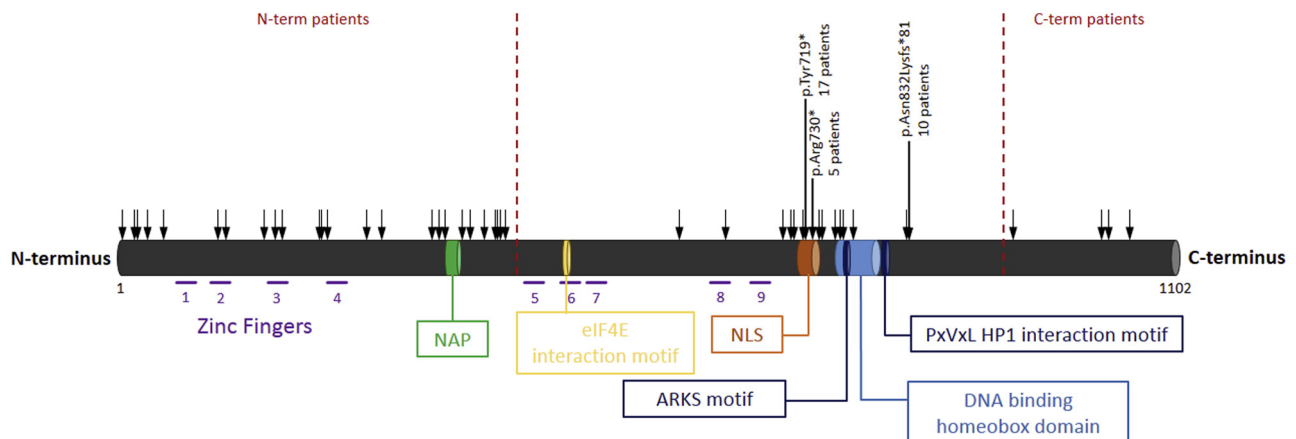 N-term patients
C-term patients
p.Tyr719*
17 patients
p.Arg730*
5 patients
p.Asn832Lysfs*81
10 patients
N-terminus
C-terminus
1
1102
1
2
3
4
5
6
7
8
9
Zinc Fingers
NAP
eIF4E
interaction motif
NLS
PxVxL HP1 interaction motif
ARKS motif
DNA binding
homeobox domain